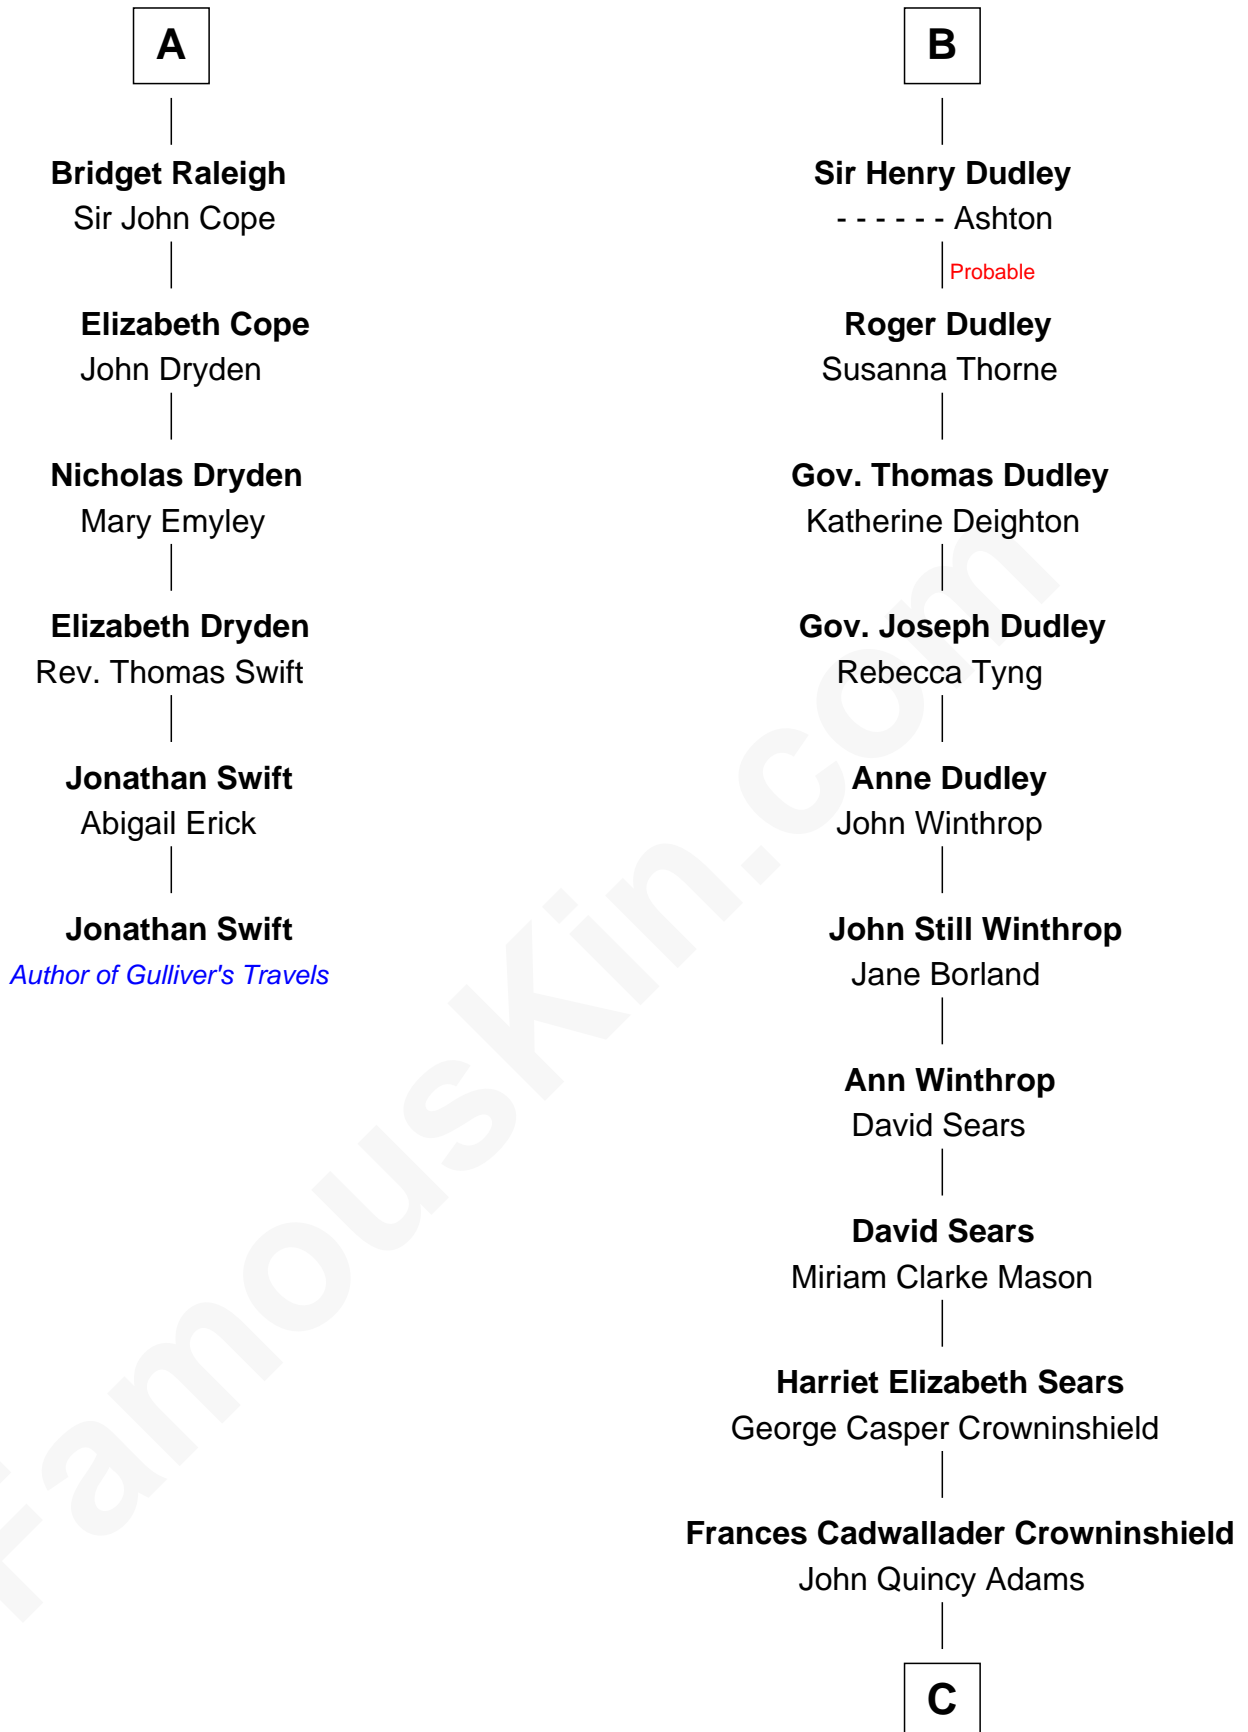 A
Bridget Raleigh
Sir John Cope
Elizabeth Cope
John Dryden
Nicholas Dryden
Mary Emyley
Elizabeth Dryden
Rev. Thomas Swift
Jonathan Swift
Abigail Erick
Jonathan Swift
Author of Gulliver's Travels
B
Sir Henry Dudley
- - - - - - Ashton
Probable
Roger Dudley
Susanna Thorne
Gov. Thomas Dudley
Katherine Deighton
Gov. Joseph Dudley
Rebecca Tyng
Anne Dudley
John Winthrop
John Still Winthrop
Jane Borland
Ann Winthrop
David Sears
David Sears
Miriam Clarke Mason
Harriet Elizabeth Sears
George Casper Crowninshield
Frances Cadwallader Crowninshield
John Quincy Adams
C
FamousKin.com